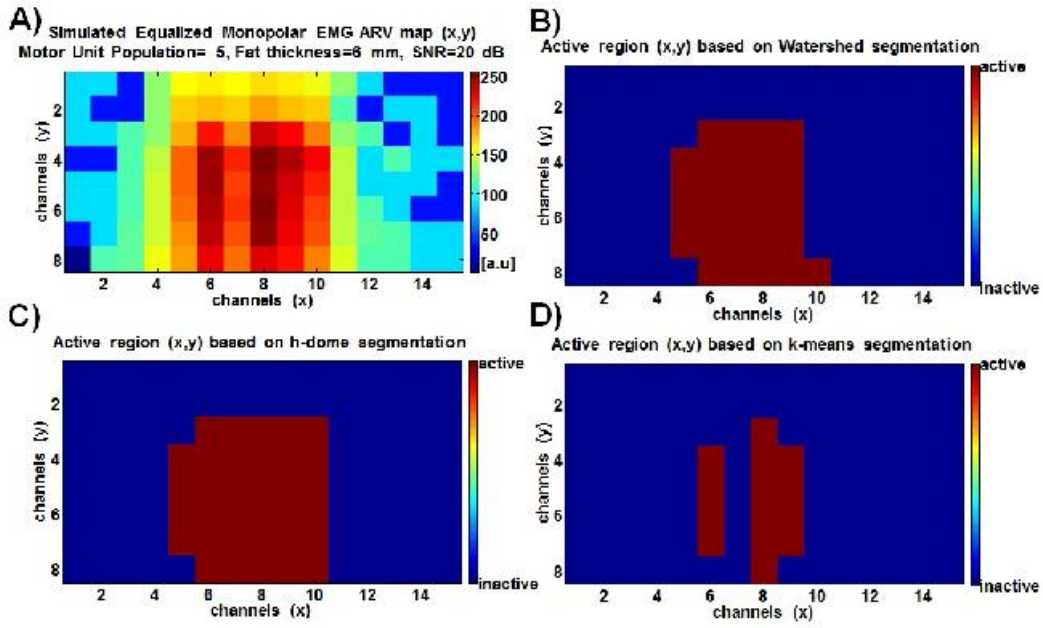 A)
Simulated Equalized Monopolar EMG ARV map (x,y)
Motor Unit Population= 5, Fat thickness=6 mm, SNR=20 dB
channels (y)
2
4
6
8
2 4 6 8 10 12 14
channels (x)
250
200
150
100
50
[a.u]
B)
Active region (x,y) based on Watershed segmentation
channels (y)
2
4
6
8
2 4 6 8 10 12 14
channels (x)
active
inactive
C)
Active region (x,y) based on h-dome segmentation
channels (y)
2
4
6
8
2 4 6 8 10 12 14
channels (x)
active
inactive
D)
Active region (x,y) based on k-means segmentation
channels (y)
2
4
6
8
2 4 6 8 10 12 14
channels (x)
active
inactive